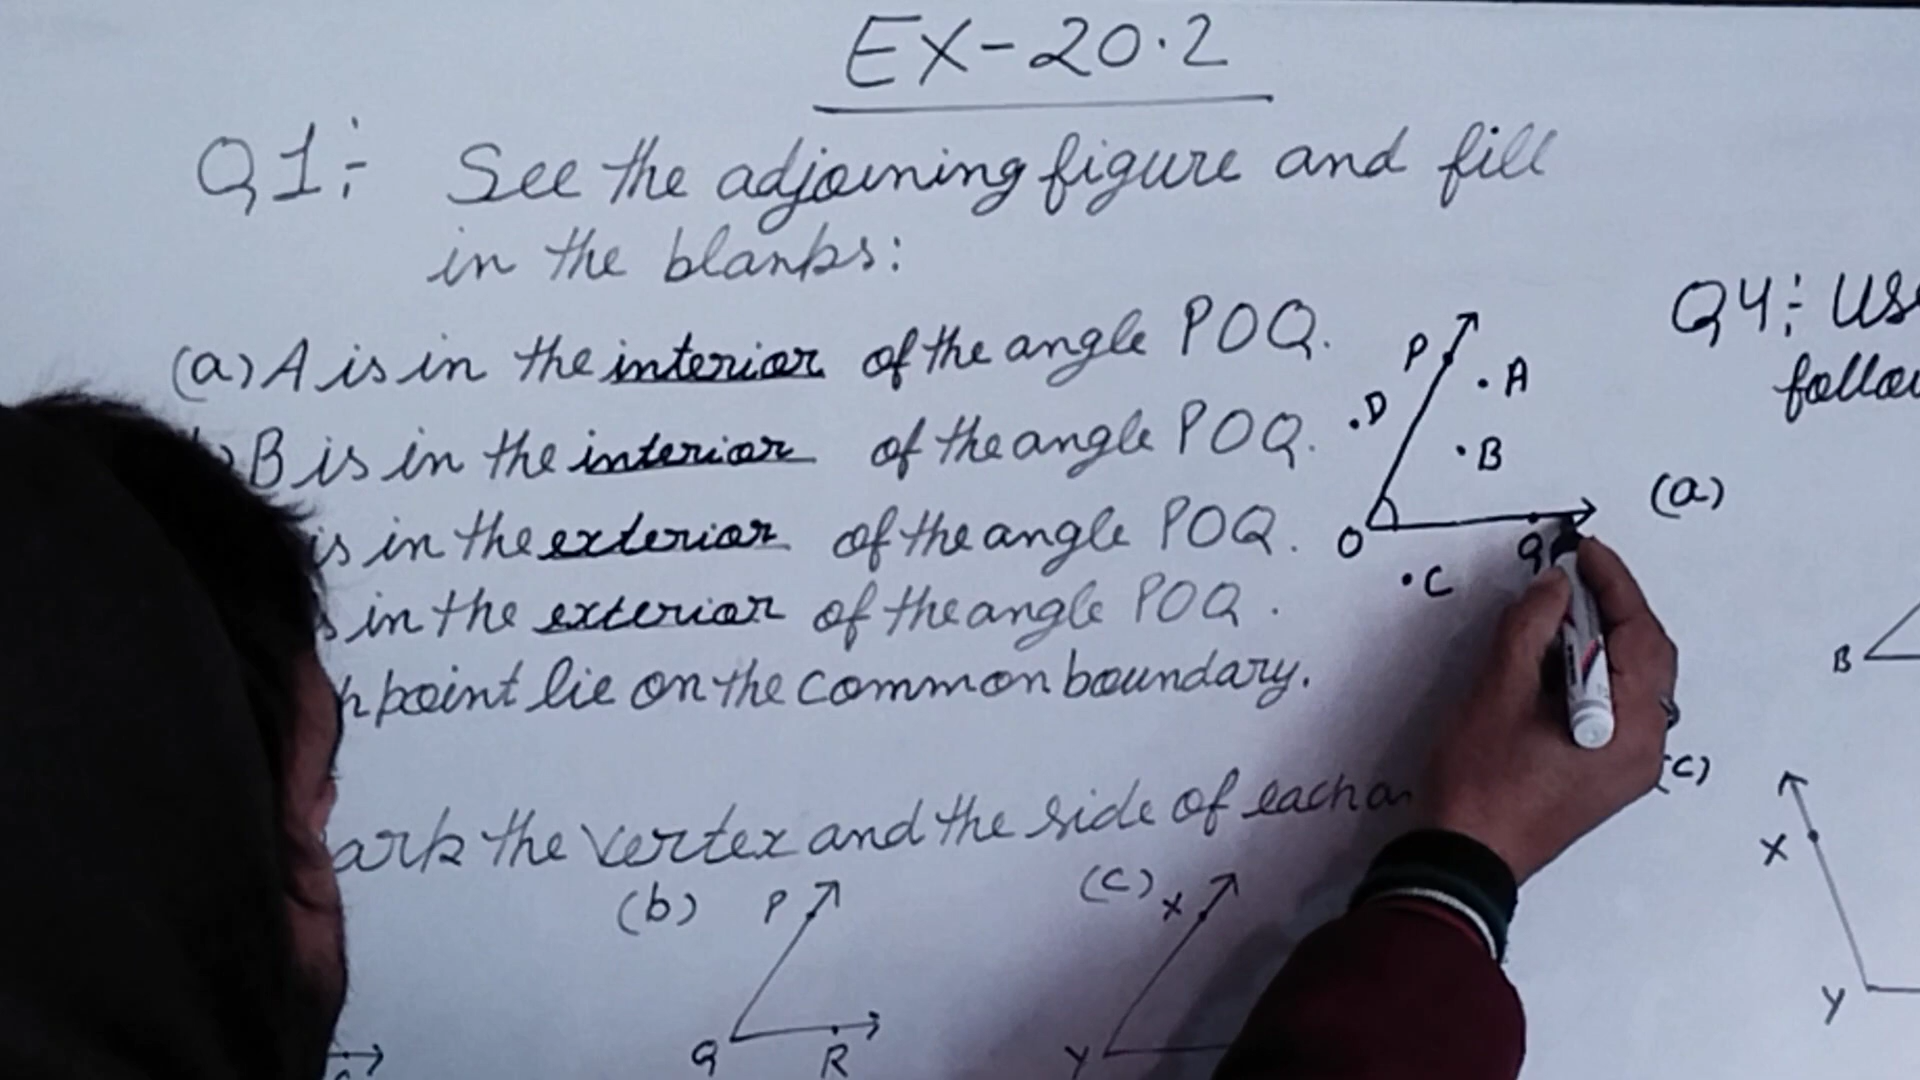 EX-20.2
Q1:- See the adjoining figure and fill
in the blanks:
(a) A is in the interior of the angle POQ.
B is in the interior of the angle POQ.
is in the exterior of the angle POQ.
in the exterior of the angle POQ.
point lie on the common boundary.
the vertex and the side of each
(b)
P
Q
R
(c)
X
Y
P
A
D
B
O
C
Q
Q4:-
(a)
B
(c)
X
Y